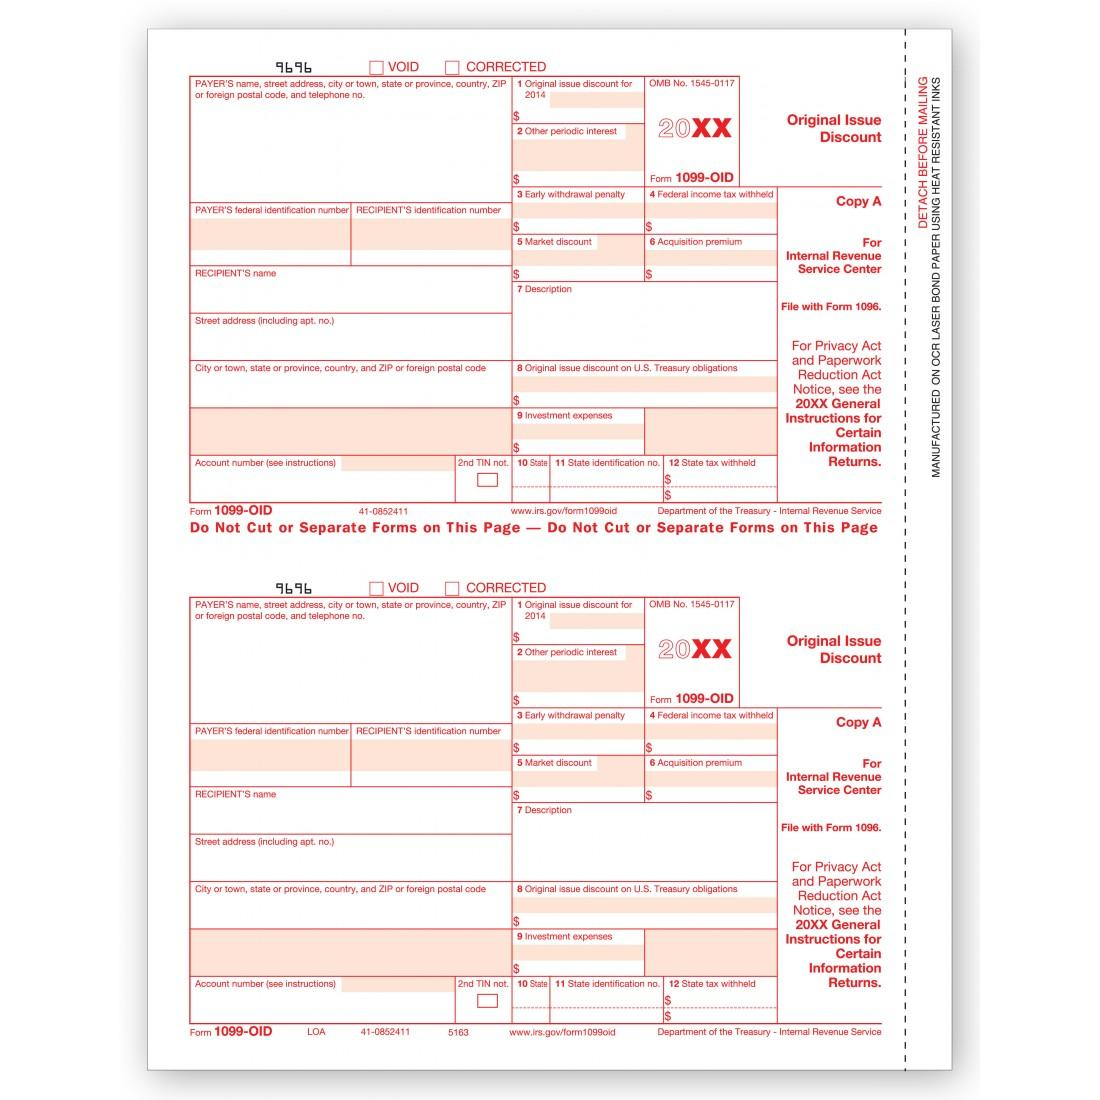 9696 VOID CORRECTED
PAYER'S name, street address, city or town, state or province, country, ZIP
or foreign postal code, and telephone no.
1 Original issue discount for
2014
$
2 Other periodic interest
$
OMB No. 1545-0117
20XX
Form 1099-OID
Original Issue
Discount
3 Early withdrawal penalty
$
4 Federal income tax withheld
Copy A
PAYER'S federal identification number
RECIPIENT'S identification number
5 Market discount
$
6 Acquisition premium
$
For
Internal Revenue
Service Center
RECIPIENT'S name
7 Description
File with Form 1096.
Street address (including apt. no.)
For Privacy Act
and Paperwork
Reduction Act
Notice, see the
20XX General
Instructions for
Certain
Information
Returns.
City or town, state or province, country, and ZIP or foreign postal code
8 Original issue discount on U.S. Treasury obligations
$
9 Investment expenses
$
Account number (see instructions)
2nd TIN not.
10 State
11 State identification no.
12 State tax withheld
$
$
Form 1099-OID 41-0852411 www.irs.gov/form1099oid Department of the Treasury - Internal Revenue Service
Do Not Cut or Separate Forms on This Page — Do Not Cut or Separate Forms on This Page
9696 VOID CORRECTED
PAYER'S name, street address, city or town, state or province, country, ZIP
or foreign postal code, and telephone no.
1 Original issue discount for
2014
$
2 Other periodic interest
$
OMB No. 1545-0117
20XX
Form 1099-OID
Original Issue
Discount
3 Early withdrawal penalty
$
4 Federal income tax withheld
$
Copy A
PAYER'S federal identification number
RECIPIENT'S identification number
5 Market discount
$
6 Acquisition premium
$
For
Internal Revenue
Service Center
RECIPIENT'S name
7 Description
File with Form 1096.
Street address (including apt. no.)
For Privacy Act
and Paperwork
Reduction Act
Notice, see the
20XX General
Instructions for
Certain
Information
Returns.
City or town, state or province, country, and ZIP or foreign postal code
8 Original issue discount on U.S. Treasury obligations
$
9 Investment expenses
$
Account number (see instructions)
2nd TIN not.
10 State
11 State identification no.
12 State tax withheld
$
$
Form 1099-OID LOA 41-0852411 5163 www.irs.gov/form1099oid Department of the Treasury - Internal Revenue Service
DETACH BEFORE MAILING
MANUFACTURED ON OCR LASER BOND PAPER USING HEAT RESISTANT INKS